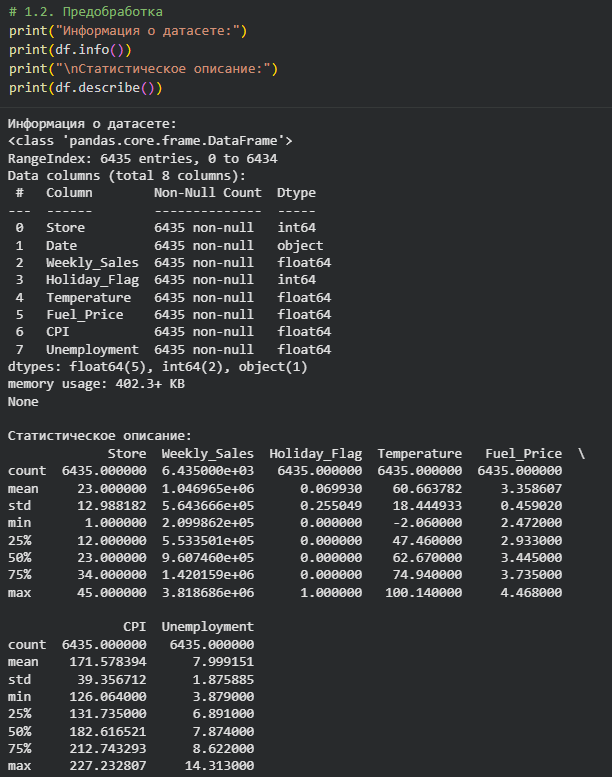 # 1.2. Предобработка
print("Информация о датасете:")
print(df.info())
print("\nСтатистическое описание:")
print(df.describe())
Информация о датасете:
<class 'pandas.core.frame.DataFrame'>
RangeIndex: 6435 entries, 0 to 6434
Data columns (total 8 columns):
 #   Column        Non-Null Count  Dtype
---  ------        --------------  -----
 0   Store         6435 non-null   int64
 1   Date          6435 non-null   object
 2   Weekly_Sales  6435 non-null   float64
 3   Holiday_Flag  6435 non-null   int64
 4   Temperature   6435 non-null   float64
 5   Fuel_Price    6435 non-null   float64
 6   CPI           6435 non-null   float64
 7   Unemployment  6435 non-null   float64
dtypes: float64(5), int64(2), object(1)
memory usage: 402.3+ KB
None
Статистическое описание:
             Store  Weekly_Sales  Holiday_Flag  Temperature   Fuel_Price  \
count  6435.000000  6.435000e+03   6435.000000  6435.000000  6435.000000
mean     23.000000  1.046965e+06      0.069930    60.663782     3.358607
std      12.988182  5.643666e+05      0.255049    18.444933     0.459020
min       1.000000  2.099862e+05      0.000000    -2.060000     2.472000
25%      12.000000  5.533501e+05      0.000000    47.460000     2.933000
50%      23.000000  9.607460e+05      0.000000    62.670000     3.445000
75%      34.000000  1.420159e+06      0.000000    74.940000     3.735000
max      45.000000  3.818686e+06      1.000000   100.140000     4.468000
               CPI  Unemployment
count  6435.000000   6435.000000
mean    171.578394      7.999151
std      39.356712      1.875885
min     126.064000      3.879000
25%     131.735000      6.891000
50%     182.616521      7.874000
75%     212.743293      8.622000
max     227.232807     14.313000